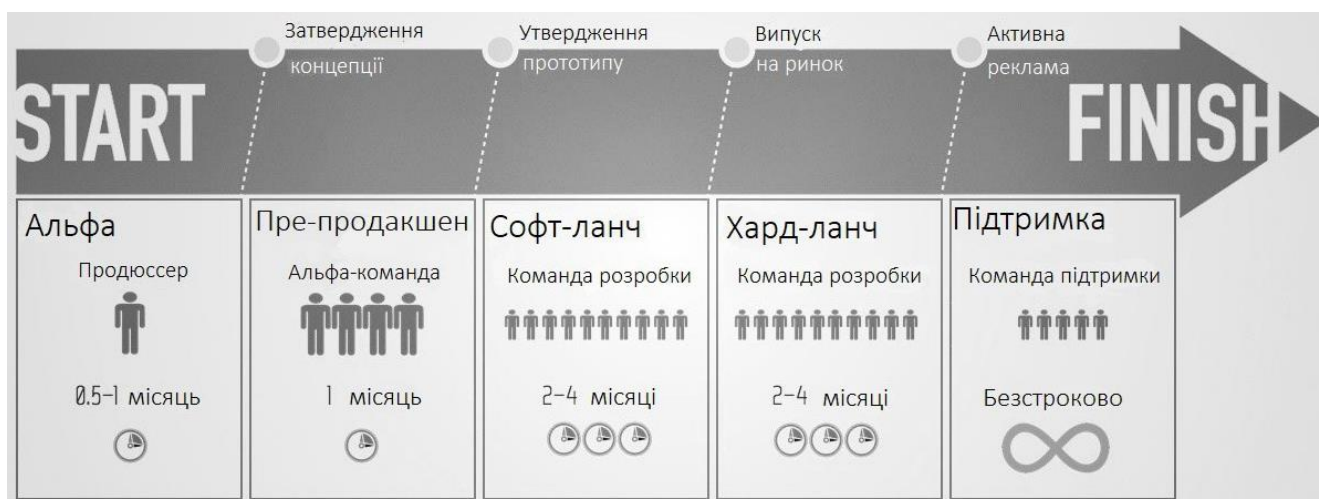 Затвердження
концепції
Утвердження
прототипу
Випуск
на ринок
Активна
реклама
START
FINISH
Альфа
Продюссер
0.5–1 місяць
Пре-продакшен
Альфа-команда
1 місяць
Софт-ланч
Команда розробки
2–4 місяці
Хард-ланч
Команда розробки
2–4 місяці
Підтримка
Команда підтримки
Безстроково